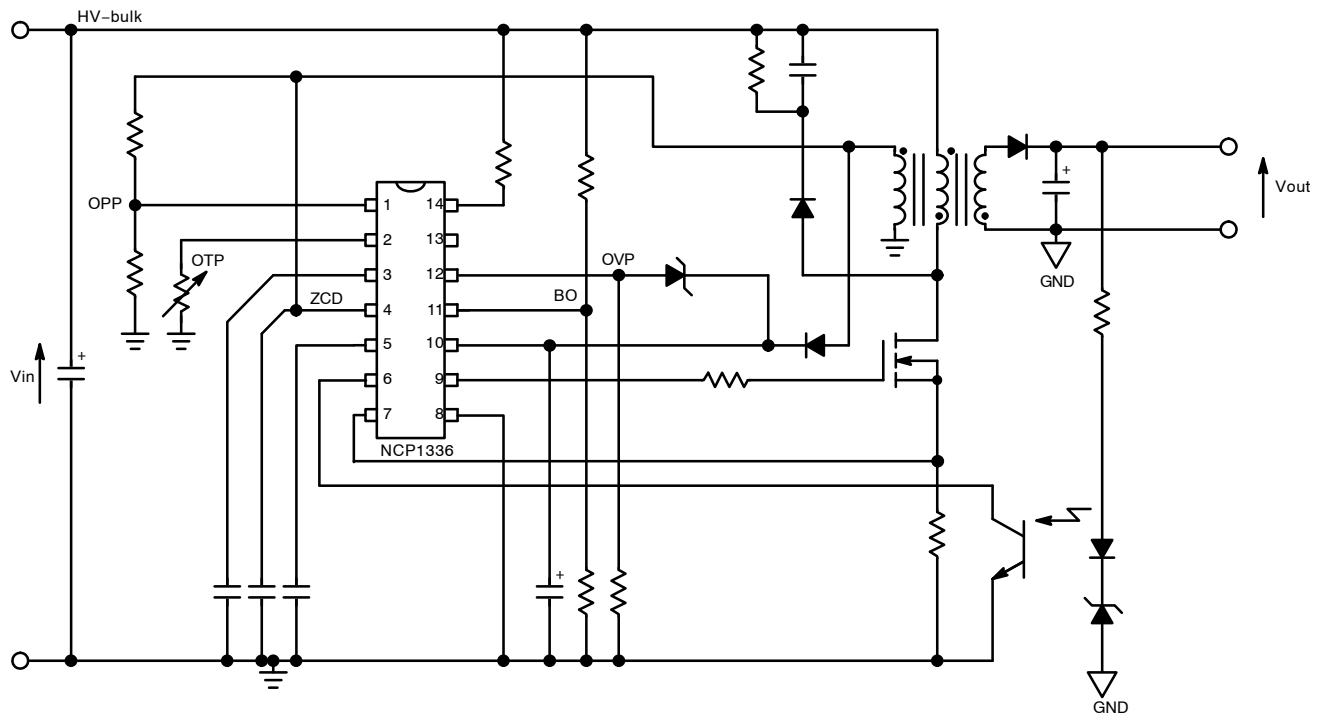 HV-bulk
OPP
OTP
ZCD
1
2
3
4
5
6
7
14
13
12
11
10
9
8
NCP1336
OVP
BO
+
Vin
+
+
Vout
GND
GND